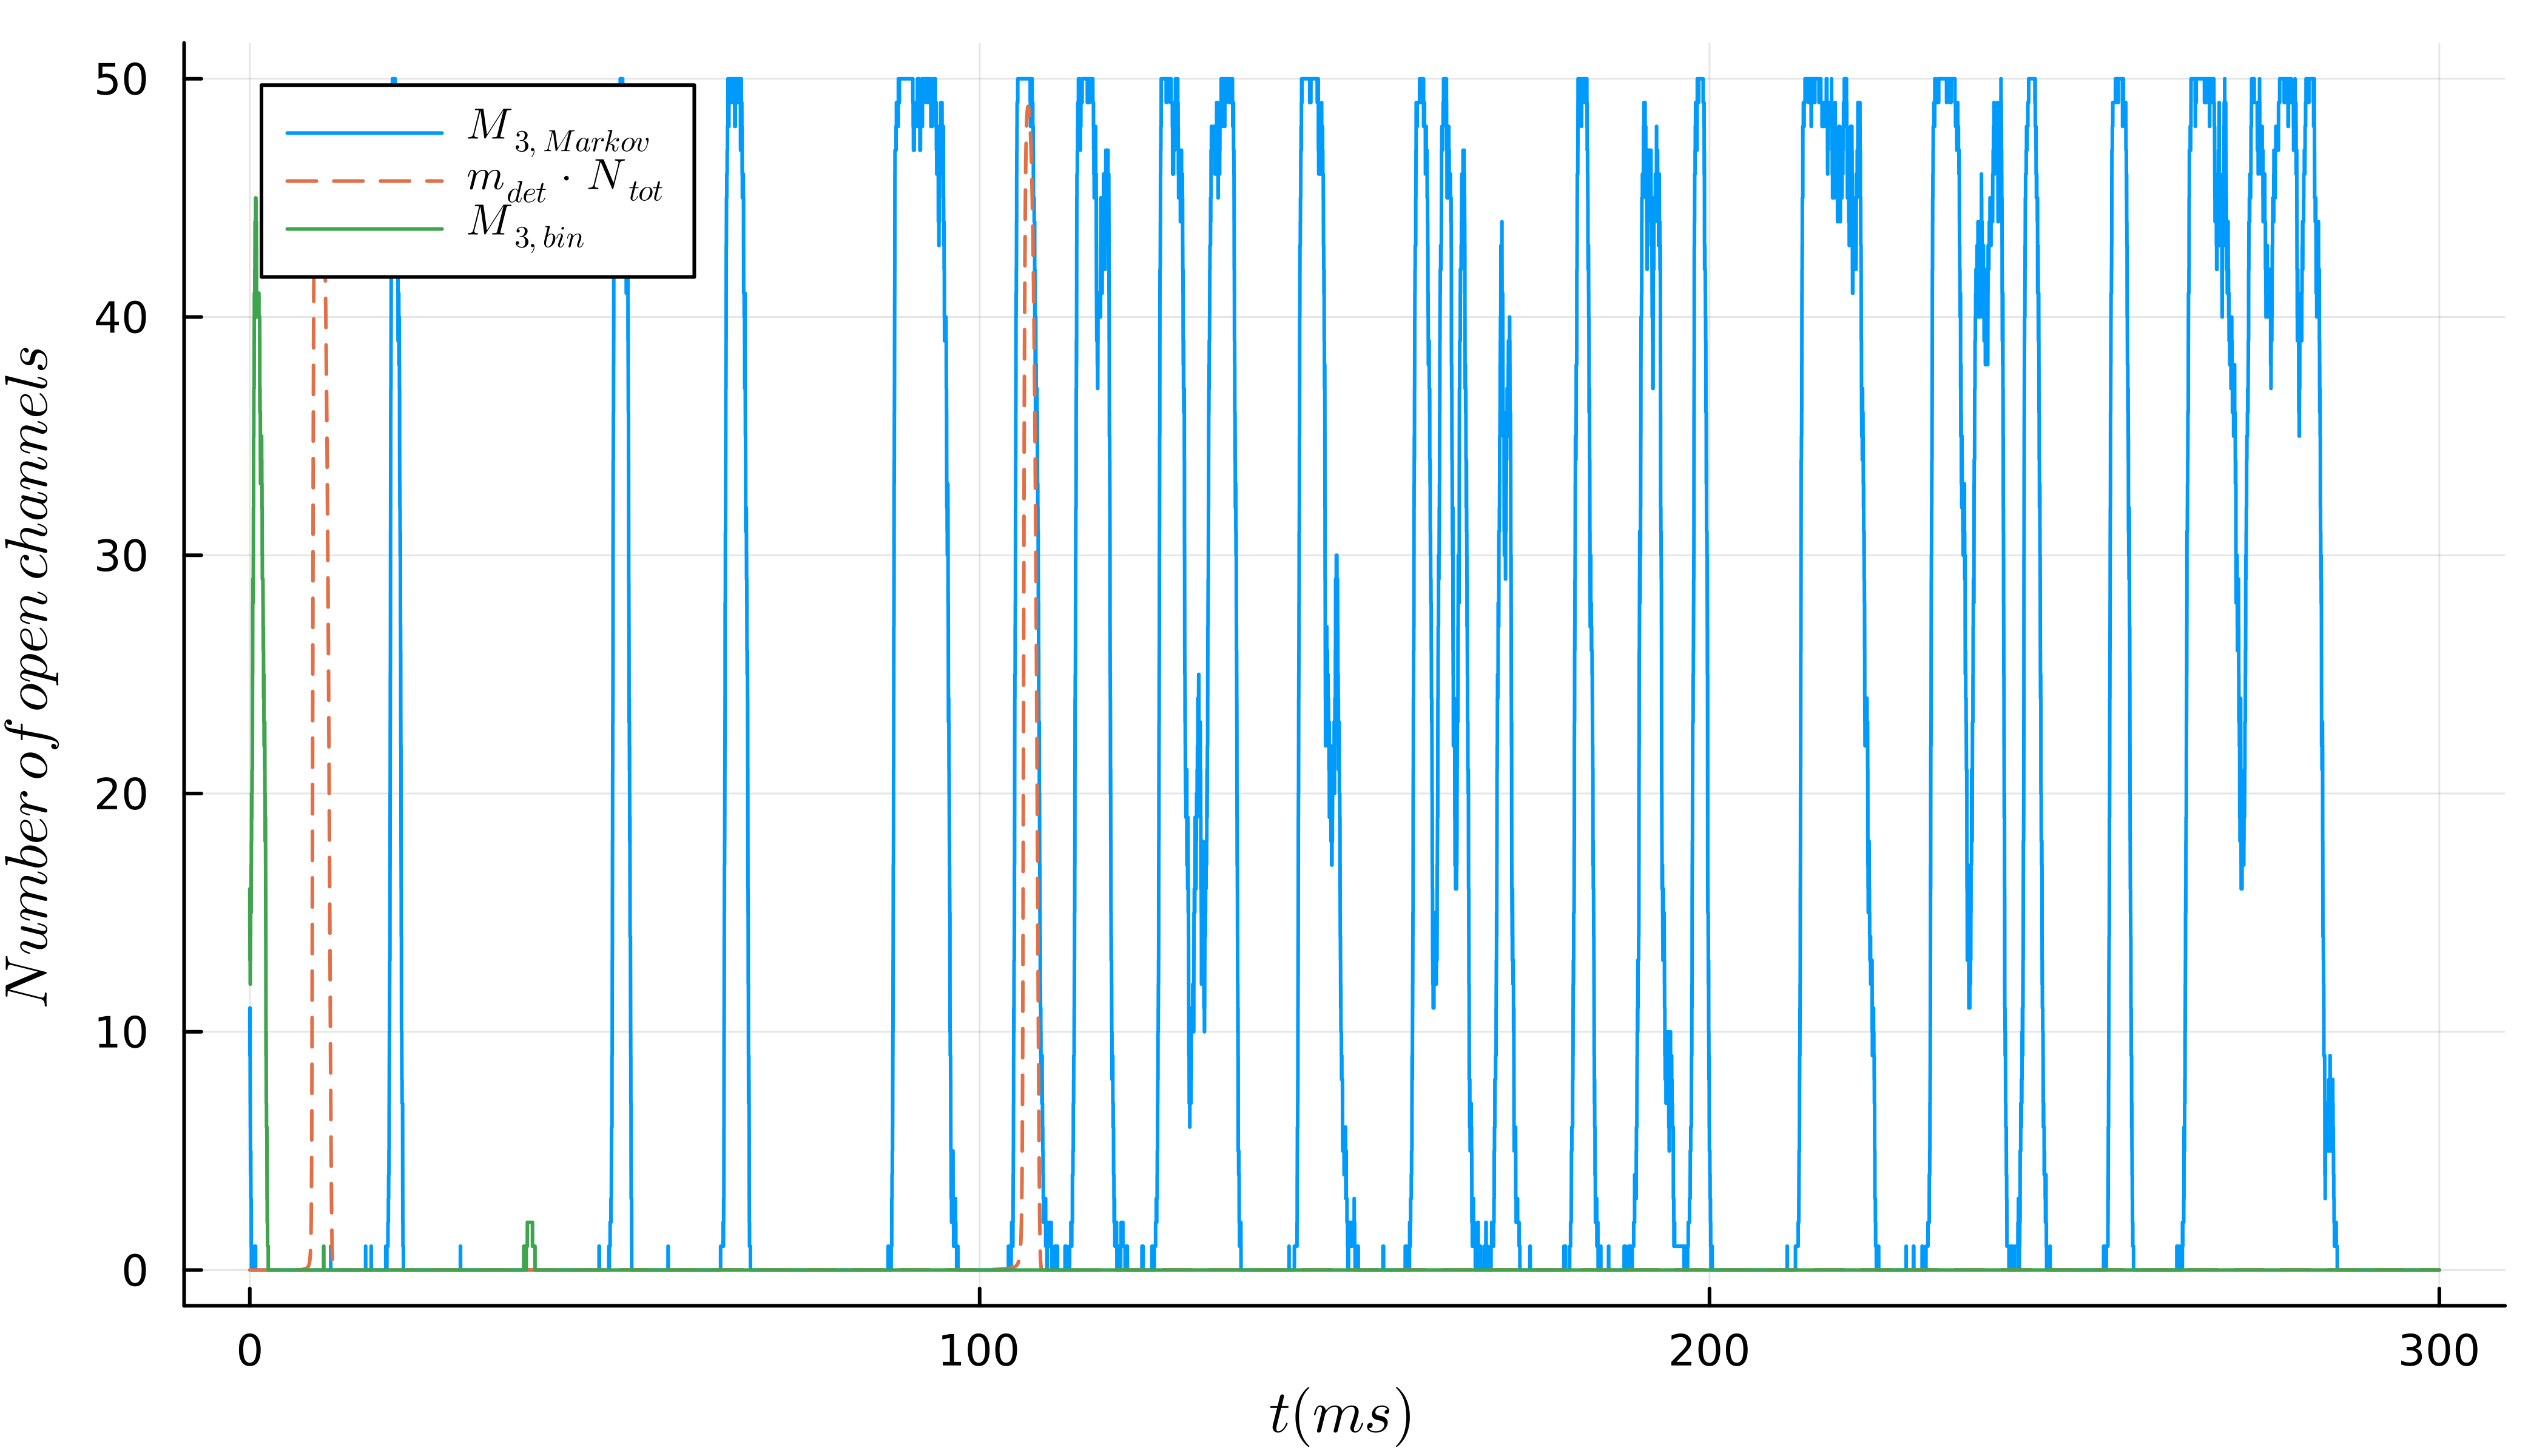 50
40
30
20
10
0
Number of open channels
M3, Markov
mdet · Ntot
M3, bin
0 100 200 300
t(ms)